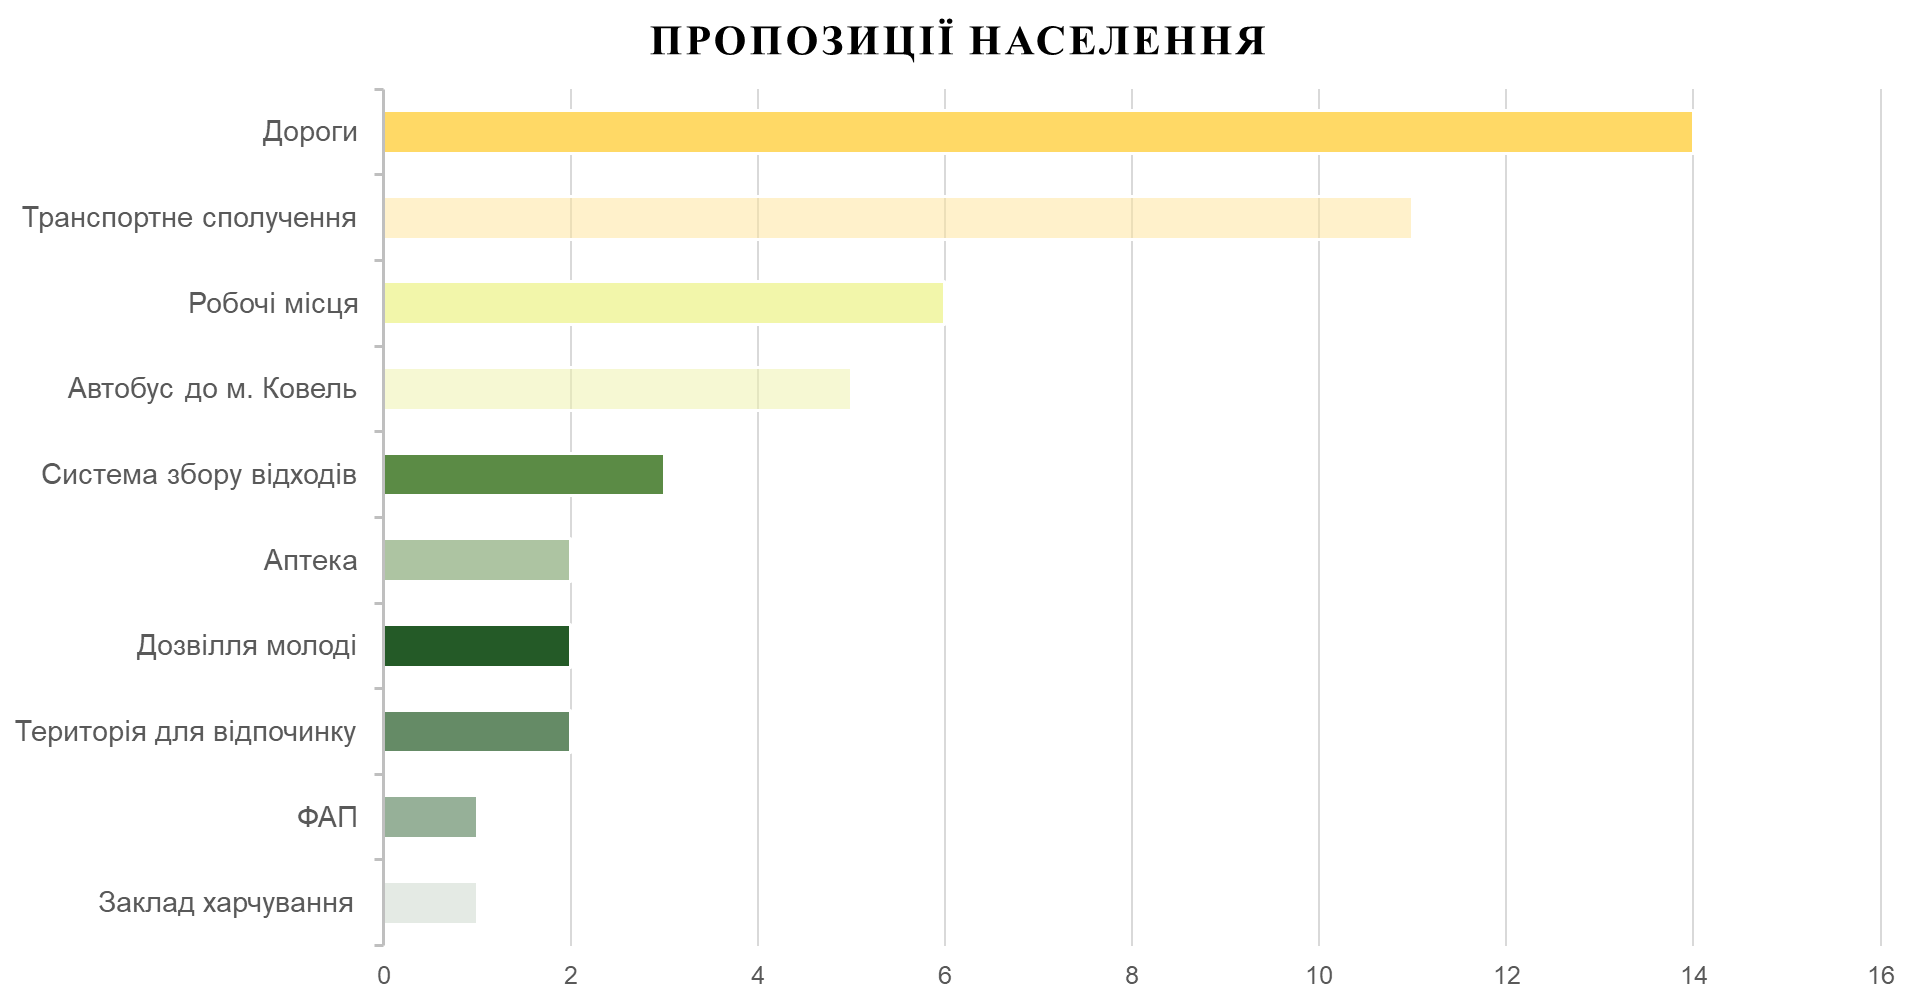 ПРОПОЗИЦІЇ НАСЕЛЕННЯ
Дороги
Транспортне сполучення
Робочі місця
Автобус до м. Ковель
Система збору відходів
Аптека
Дозвілля молоді
Територія для відпочинку
ФАП
Заклад харчування
0 2 4 6 8 10 12 14 16